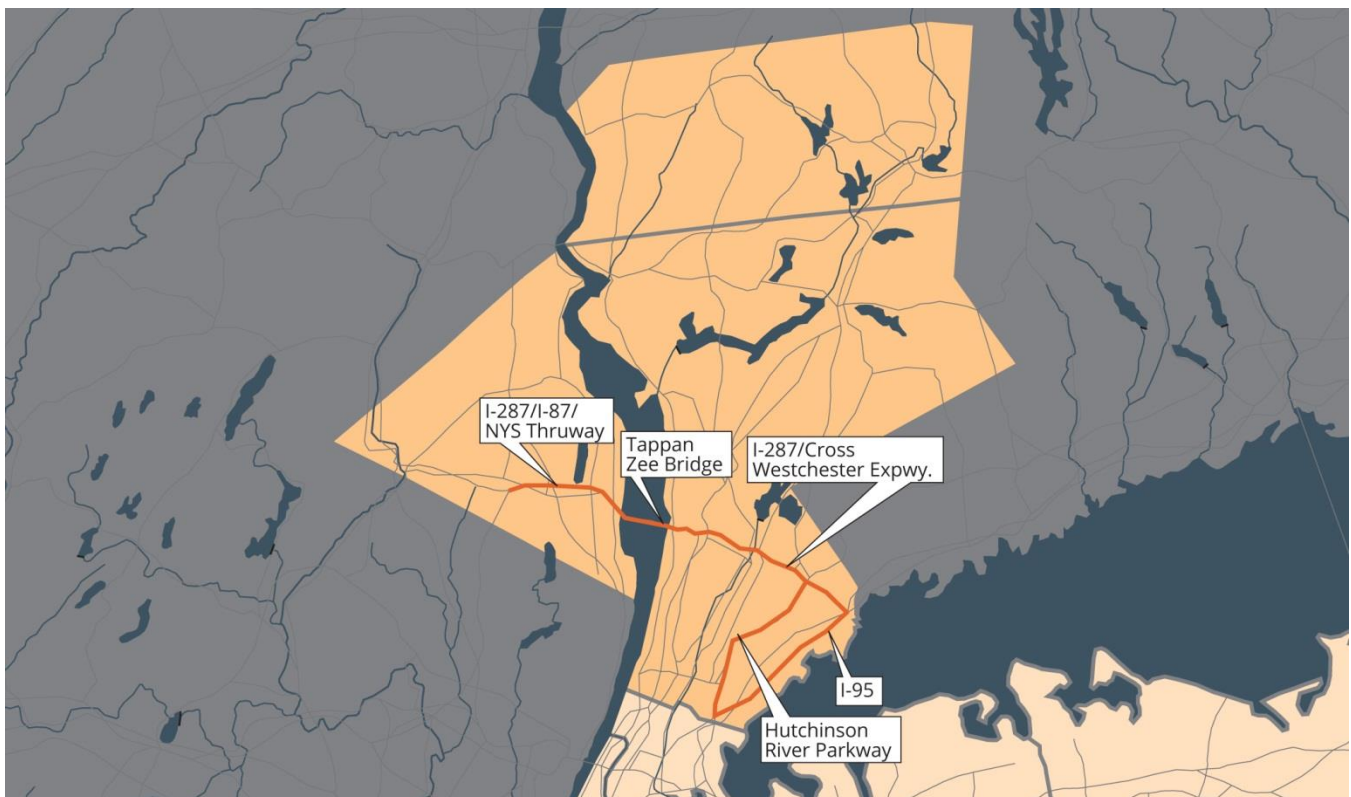 I-287/I-87/
NYS Thruway
Tappan
Zee Bridge
I-287/Cross
Westchester Expwy.
I-95
Hutchinson
River Parkway